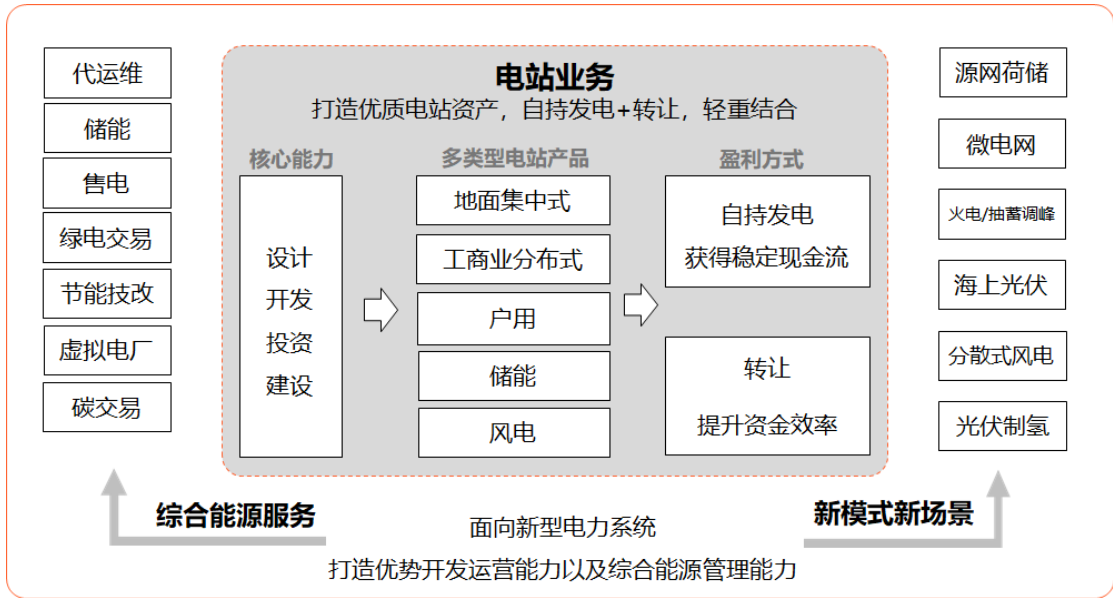 代运维
储能
售电
绿电交易
节能技改
虚拟电厂
碳交易
综合能源服务
电站业务
打造优质电站资产，自持发电+转让，轻重结合
核心能力
设计
开发
投资
建设
多类型电站产品
地面集中式
工商业分布式
户用
储能
风电
盈利方式
自持发电
获得稳定现金流
转让
提升资金效率
源网荷储
微电网
火电/抽蓄调峰
海上光伏
分散式风电
光伏制氢
新模式新场景
面向新型电力系统
打造优势开发运营能力以及综合能源管理能力